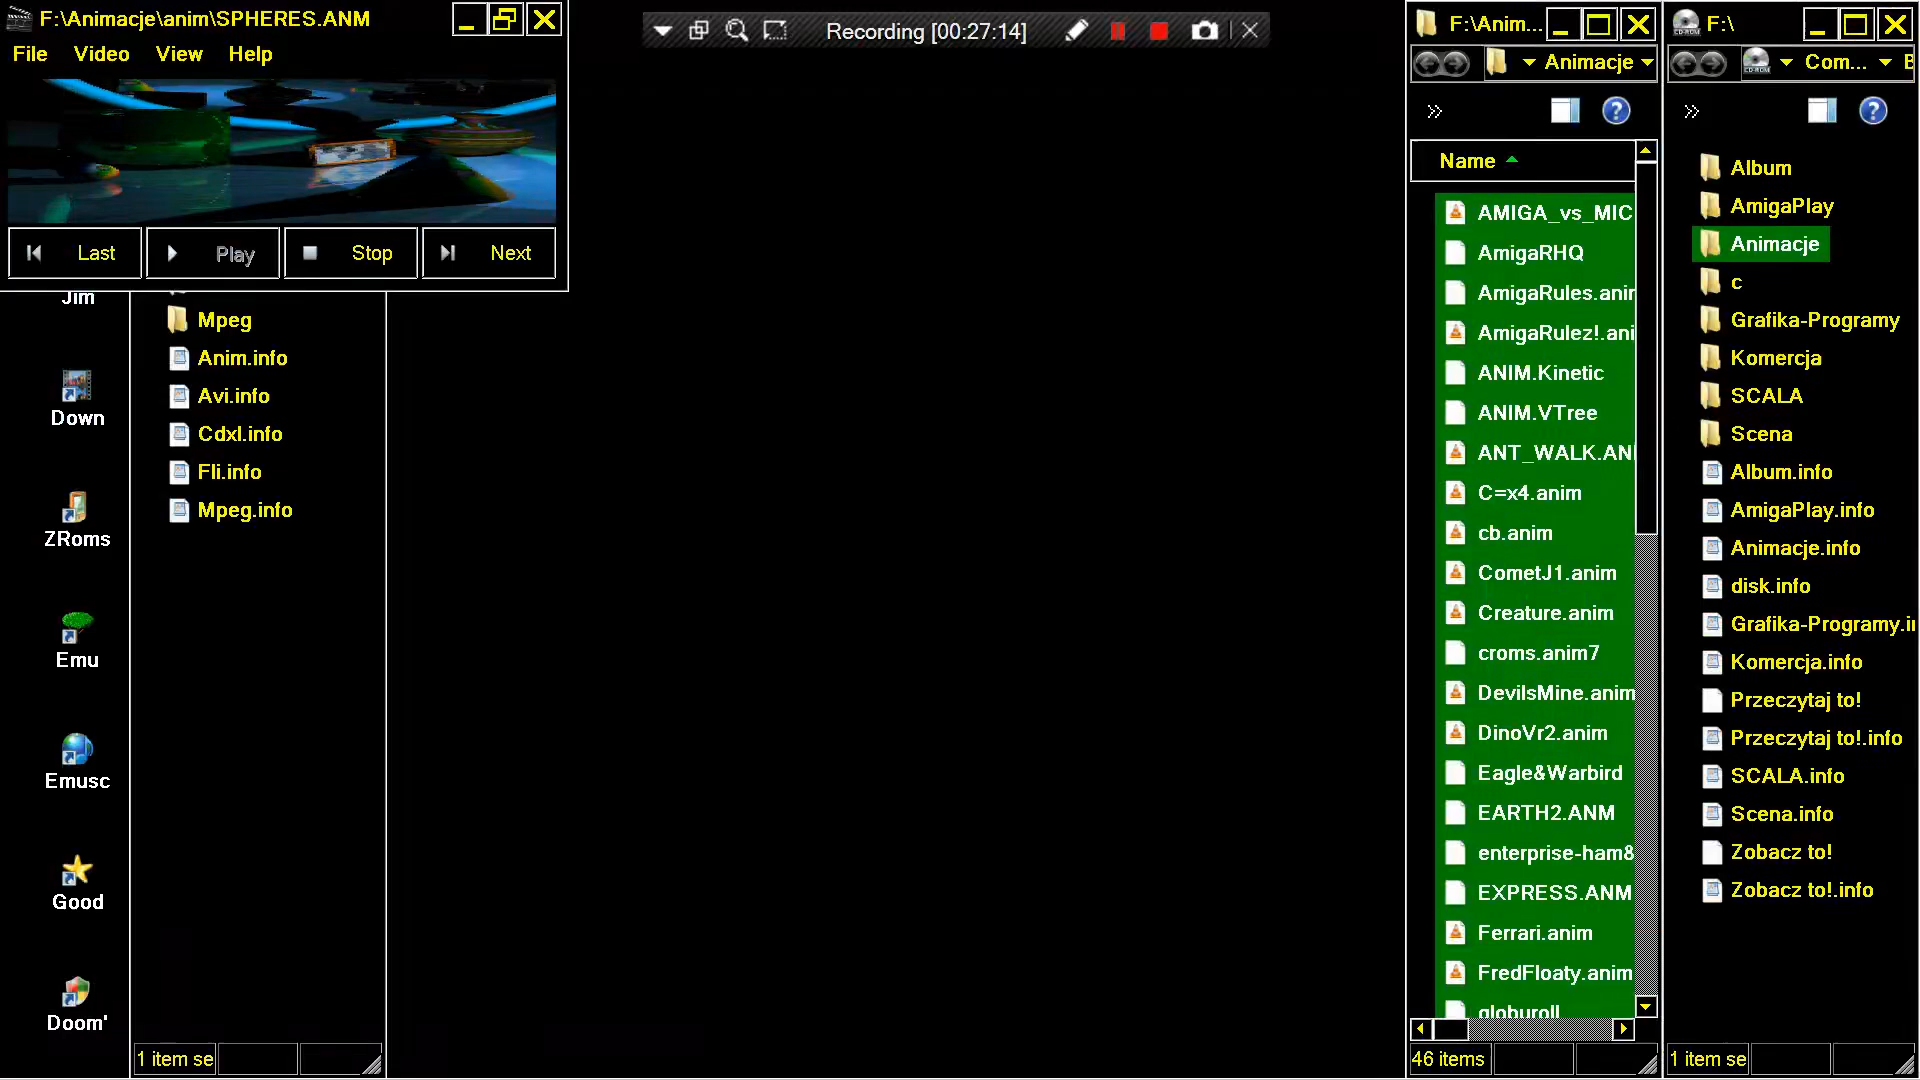 F:\Animacje\anim\SPHERES.ANM
File Video View Help
Last Play Stop Next
Recording [00:27:14]
Jim
Down
ZRoms
Emu
Emusc
Good
Doom'
Mpeg
Anim.info
Avi.info
Cdxl.info
Fli.info
Mpeg.info
1 item se
F:\Anim...
Animacje
Name
AMIGA_vs_MIC
AmigaRHQ
AmigaRules.anim
AmigaRulez!.ani
ANIM.Kinetic
ANIM.VTree
ANT_WALK.ANI
C=x4.anim
cb.anim
CometJ1.anim
Creature.anim
croms.anim7
DevilsMine.anim
DinoVr2.anim
Eagle&Warbird
EARTH2.ANM
enterprise-ham8
EXPRESS.ANM
Ferrari.anim
FredFloaty.anim
globuroll
46 items
F:\
Com...
Album
AmigaPlay
Animacje
c
Grafika-Programy
Komercja
SCALA
Scena
Album.info
AmigaPlay.info
Animacje.info
disk.info
Grafika-Programy.i
Komercja.info
Przeczytaj to!
Przeczytaj to!.info
SCALA.info
Scena.info
Zobacz to!
Zobacz to!.info
1 item se